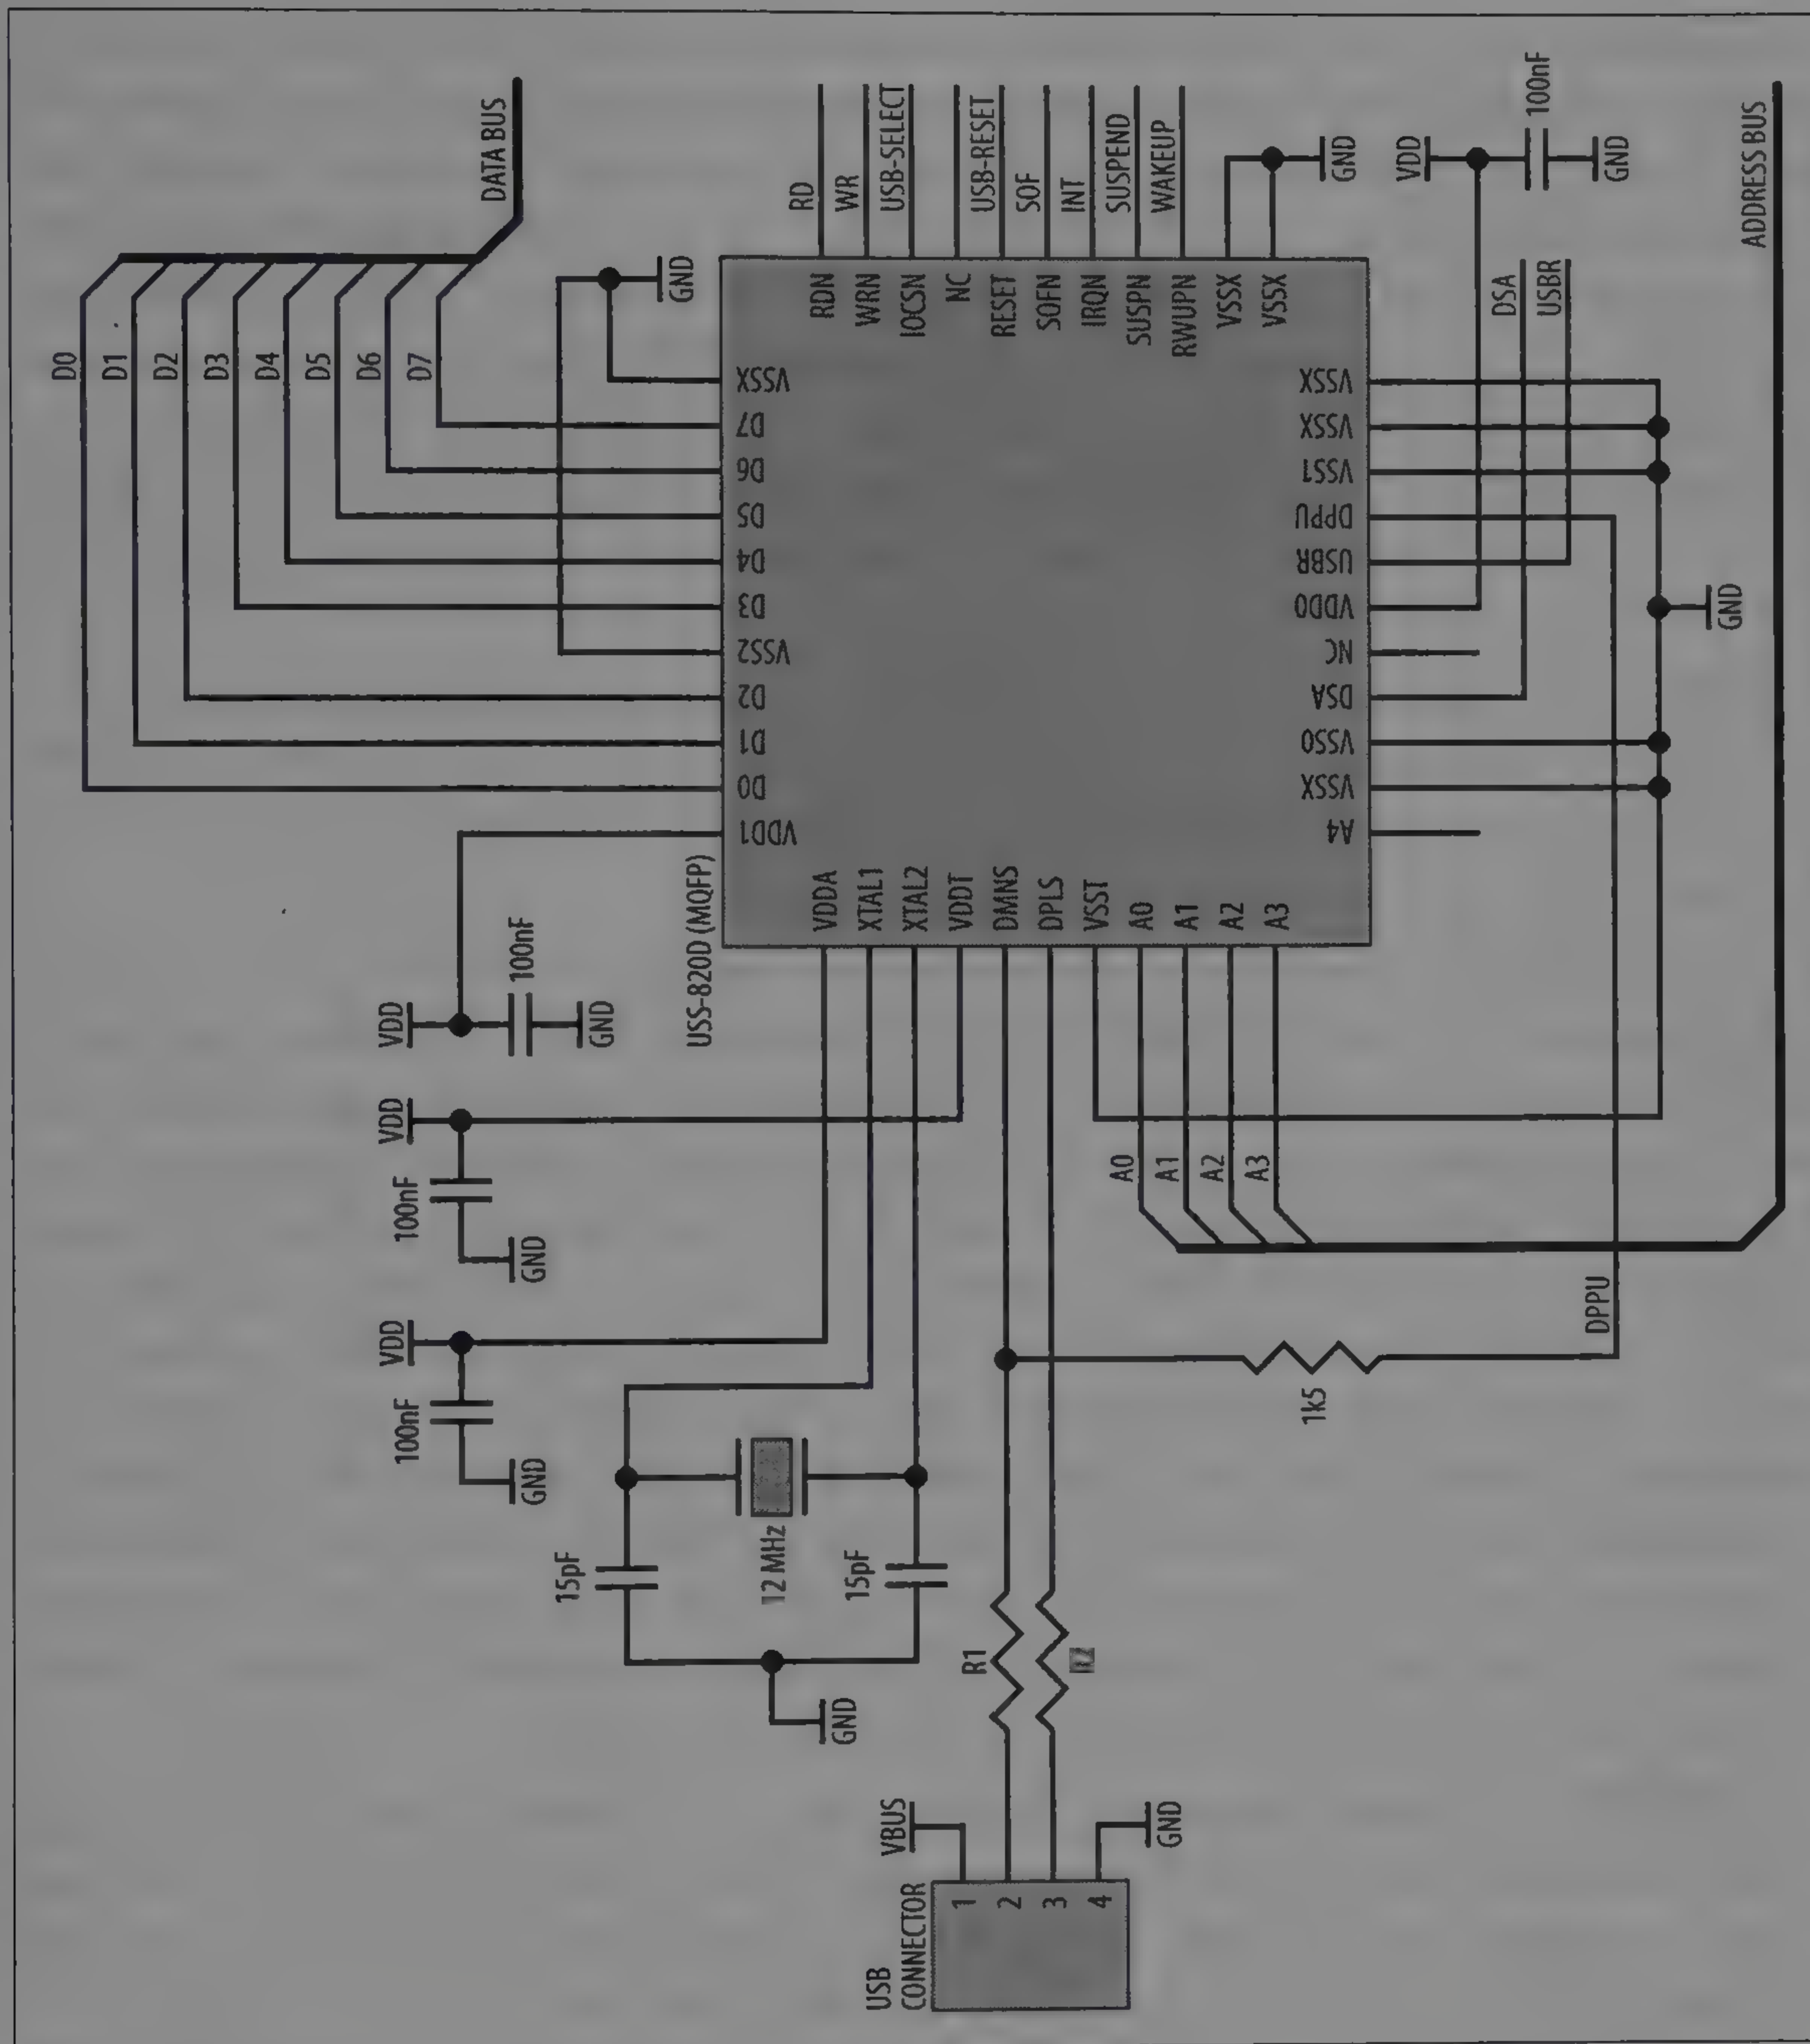 DATA BUS
D0
D1
D2
D3
D4
D5
D6
D7
GND
RD
WR
USB-SELECT
USB-RESET
SOF
INT
SUSPEND
WAKEUP
GND
VDD
100nF
GND
ADDRESS BUS
DSA
USBR
RDN
WRN
IOCSN
NC
RESET
SOFN
IRQN
SUSPN
RWUPN
VSSX
VSSX
VSSX
D7
D6
D5
D4
D3
VSS2
D2
D1
D0
VDD1
VSSX
VSSX
VSS1
DPPU
USBR
VDD0
NC
DSA
VSS0
VSSX
A4
GND
VDDA
XTAL1
XTAL2
VDDT
DMNS
DPLS
VSST
A0
A1
A2
A3
USS-820D (MQFP)
VDD
100nF
GND
VDD
100nF
GND
VDD
100nF
GND
A0
A1
A2
A3
DPPU
1k5
15pF
12 MHz
15pF
GND
R1
VBUS
GND
USB
CONNECTOR
1
2
3
4